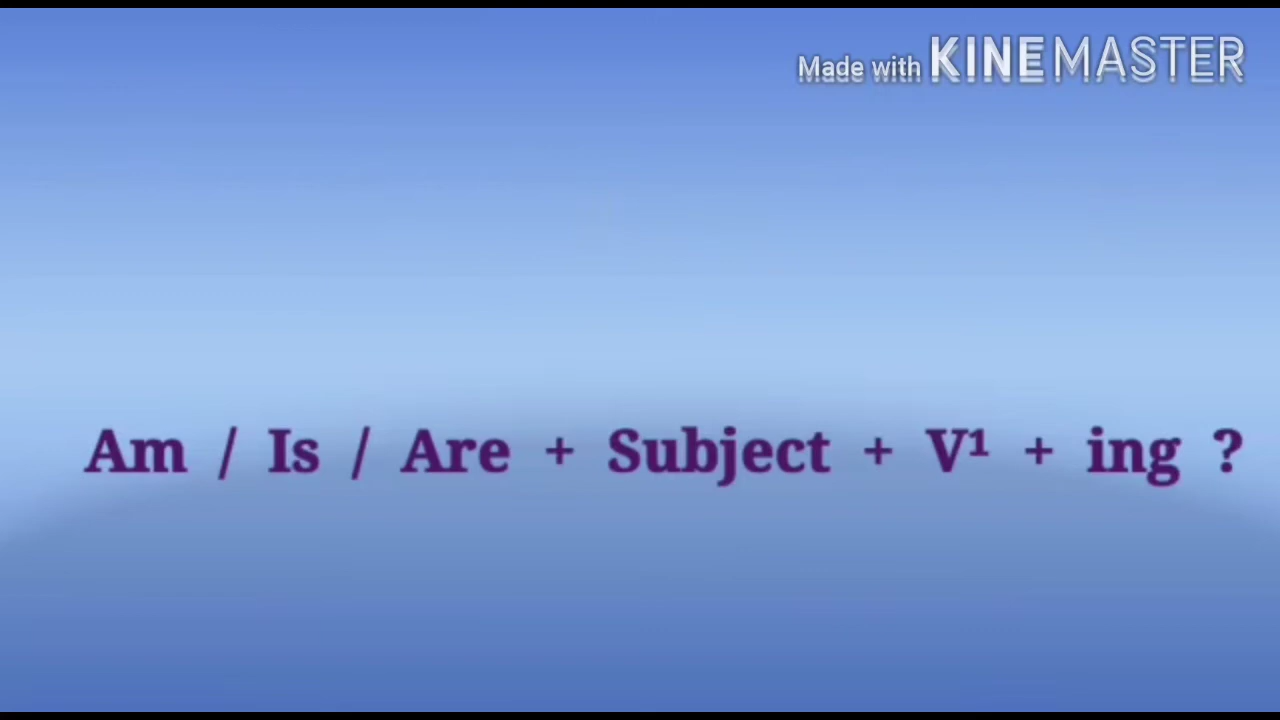 Made with KINEMASTER
Am / Is / Are + Subject + V¹ + ing ?